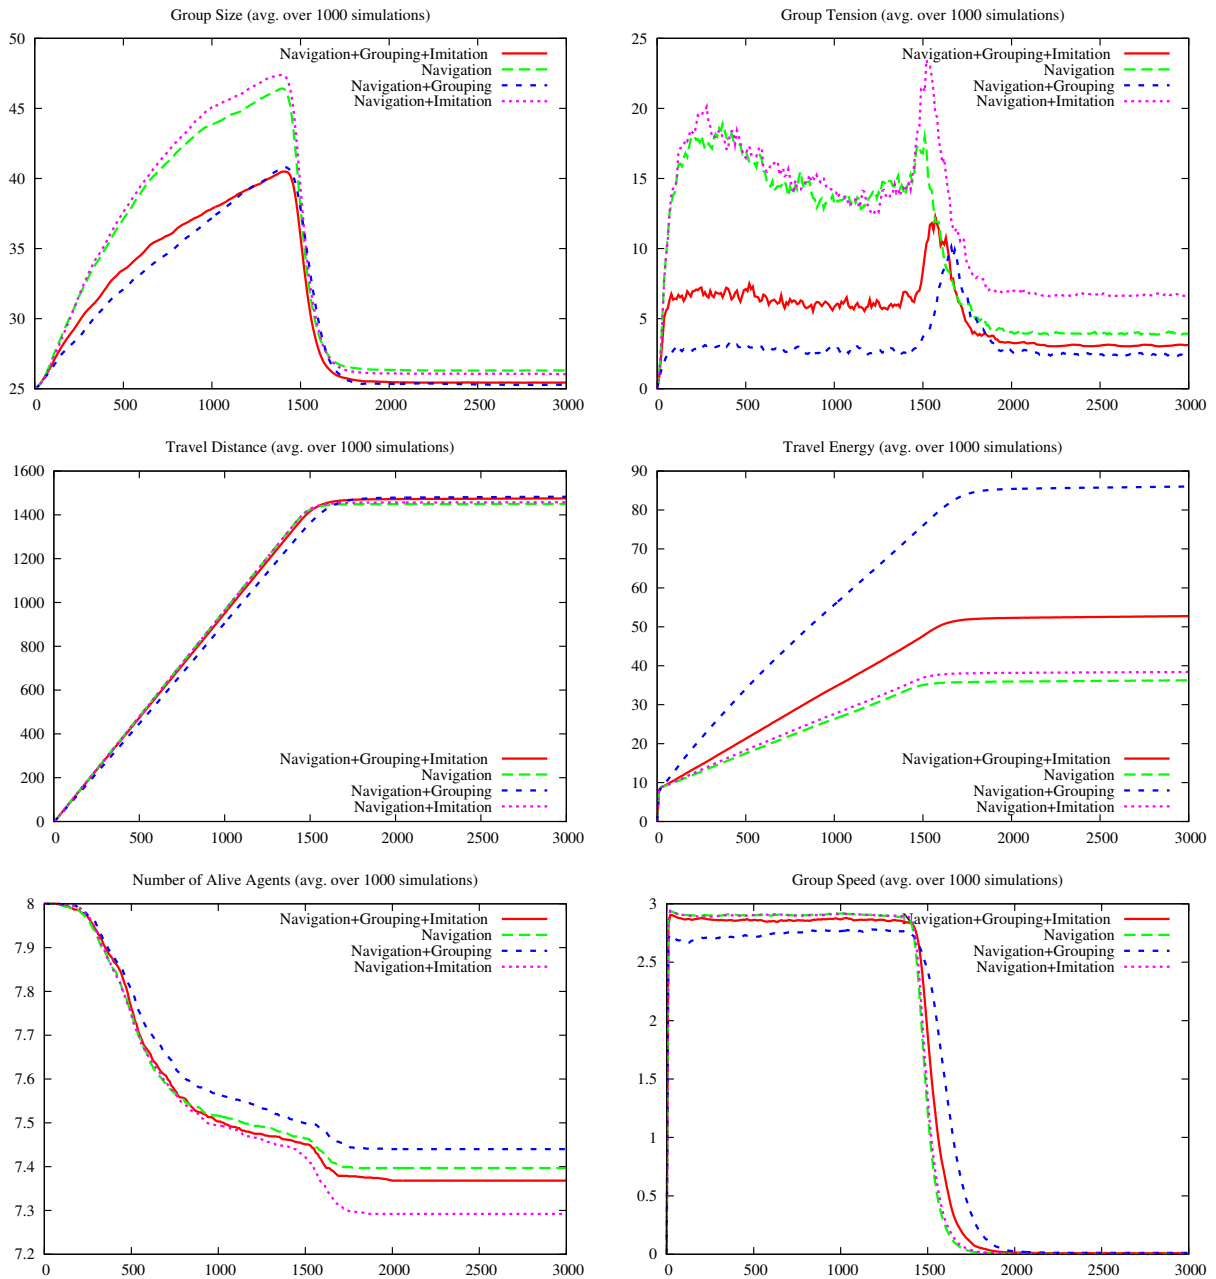 Group Size (avg. over 1000 simulations)
50
45
40
35
30
25
0 500 1000 1500 2000 2500 3000
Navigation+Grouping+Imitation
Navigation
Navigation+Grouping
Navigation+Imitation
Group Tension (avg. over 1000 simulations)
25
20
15
10
5
0
0 500 1000 1500 2000 2500 3000
Navigation+Grouping+Imitation
Navigation
Navigation+Grouping
Navigation+Imitation
Travel Distance (avg. over 1000 simulations)
1600
1400
1200
1000
800
600
400
200
0
0 500 1000 1500 2000 2500 3000
Navigation+Grouping+Imitation
Navigation
Navigation+Grouping
Navigation+Imitation
Travel Energy (avg. over 1000 simulations)
90
80
70
60
50
40
30
20
10
0
0 500 1000 1500 2000 2500 3000
Navigation+Grouping+Imitation
Navigation
Navigation+Grouping
Navigation+Imitation
Number of Alive Agents (avg. over 1000 simulations)
8
7.9
7.8
7.7
7.6
7.5
7.4
7.3
7.2
0 500 1000 1500 2000 2500 3000
Navigation+Grouping+Imitation
Navigation
Navigation+Grouping
Navigation+Imitation
Group Speed (avg. over 1000 simulations)
3
2.5
2
1.5
1
0.5
0
0 500 1000 1500 2000 2500 3000
Navigation+Grouping+Imitation
Navigation
Navigation+Grouping
Navigation+Imitation